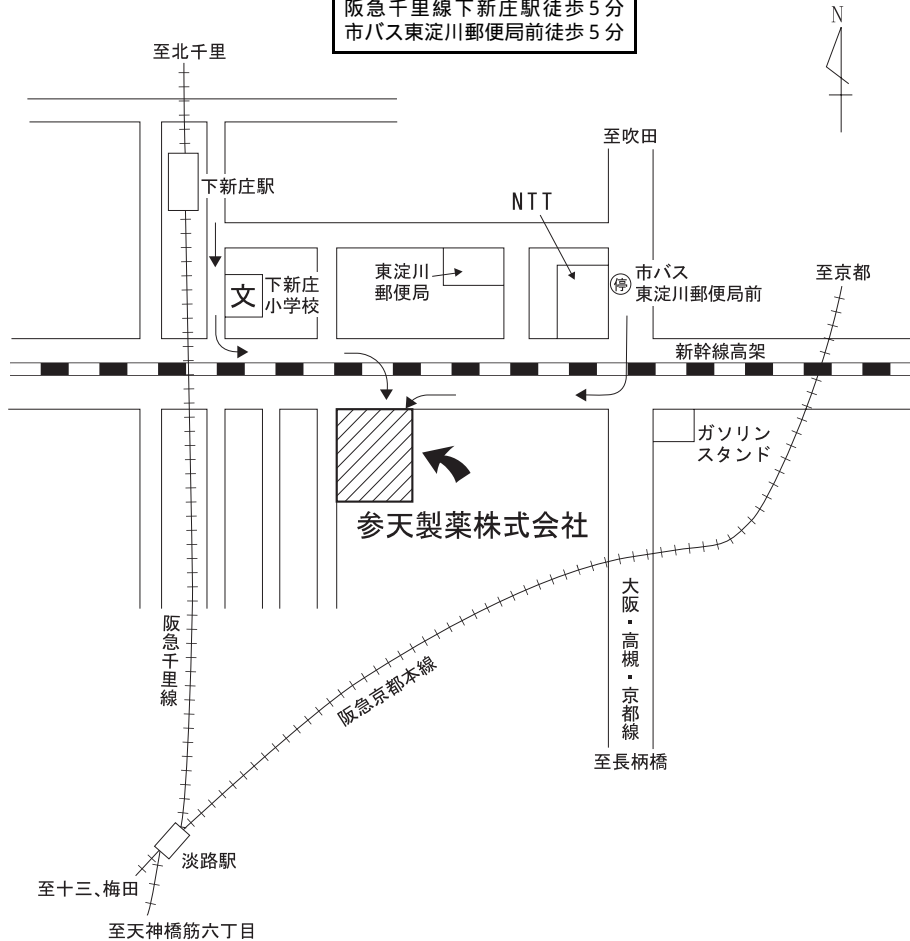 阪急千里線下新庄駅徒歩5分
市バス東淀川郵便局前徒歩5分
N
至北千里
至吹田
下新庄駅
NTT
東淀川
郵便局
下新庄
小学校
文
停
市バス
東淀川郵便局前
至京都
新幹線高架
ガソリン
スタンド
参天製薬株式会社
阪急千里線
阪急京都本線
大阪・高槻・京都線
至長柄橋
淡路駅
至十三、梅田
至天神橋筋六丁目